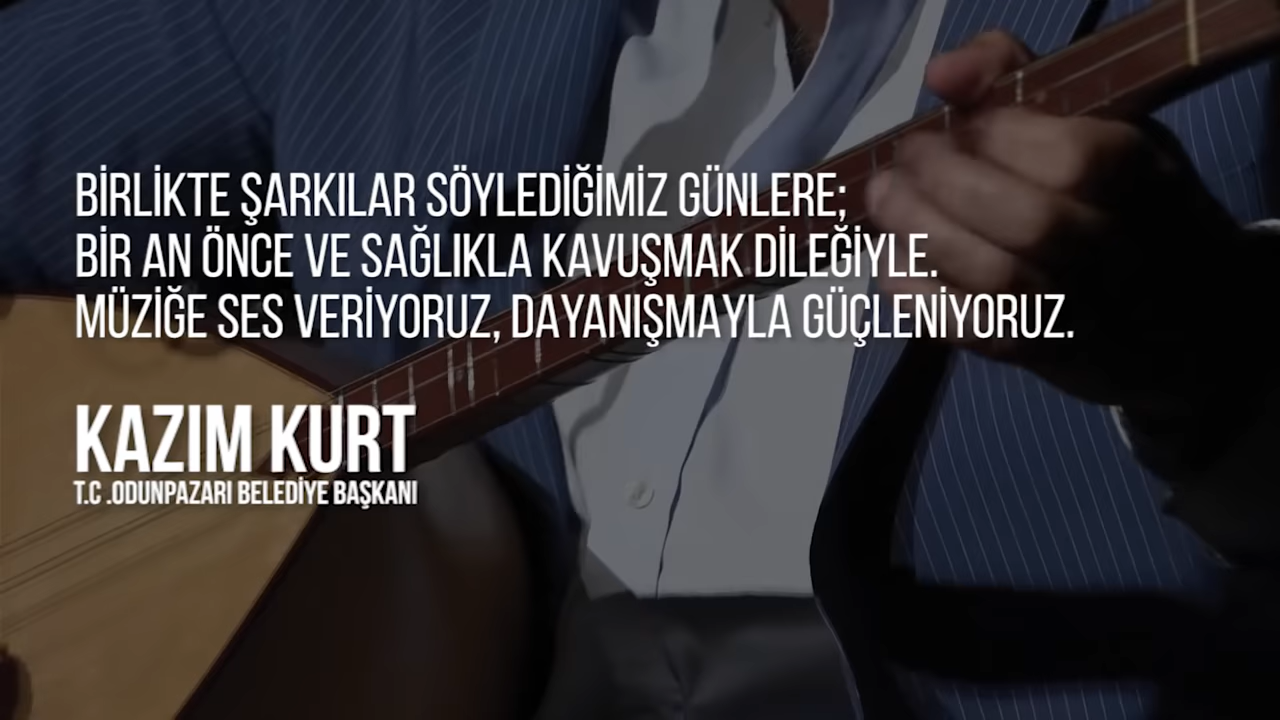 BİRLİKTE ŞARKILAR SÖYLEDİĞİMİZ GÜNLERE;
BİR AN ÖNCE VE SAĞLIKLA KAVUŞMAK DİLEĞİYLE.
MÜZİĞE SES VERİYORUZ, DAYANIŞMAYLA GÜÇLENİYORUZ.
KAZIM KURT
T.C .ODUNPAZARI BELEDİYE BAŞKANI